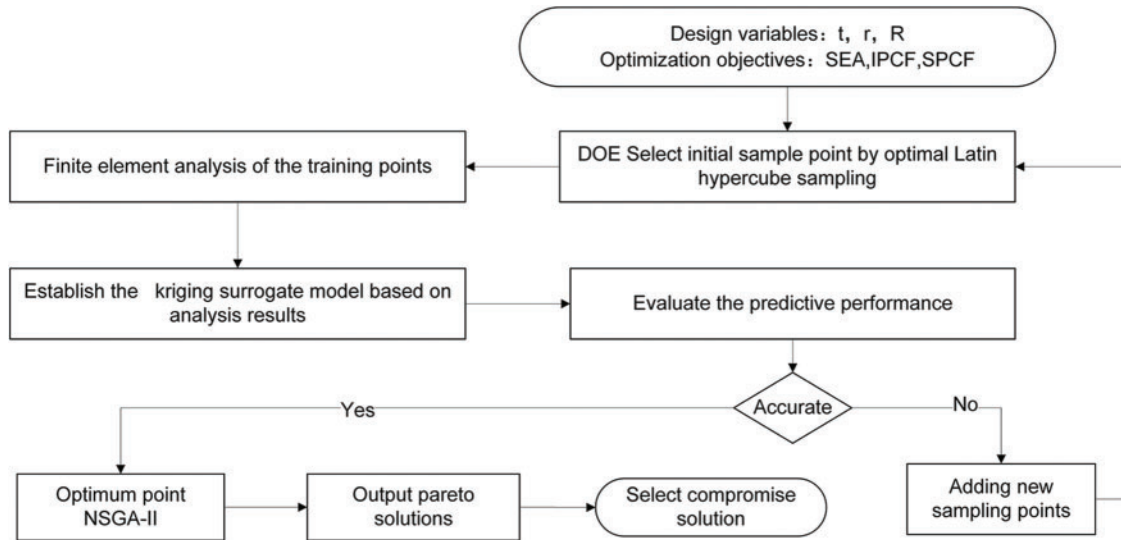 Design variables：t，r，R
Optimization objectives：SEA,IPCF,SPCF
DOE Select initial sample point by optimal Latin
hypercube sampling
Finite element analysis of the training points
Establish the kriging surrogate model based on
analysis results
Evaluate the predictive performance
Accurate
Yes
No
Optimum point
NSGA-II
Output pareto
solutions
Select compromise
solution
Adding new
sampling points